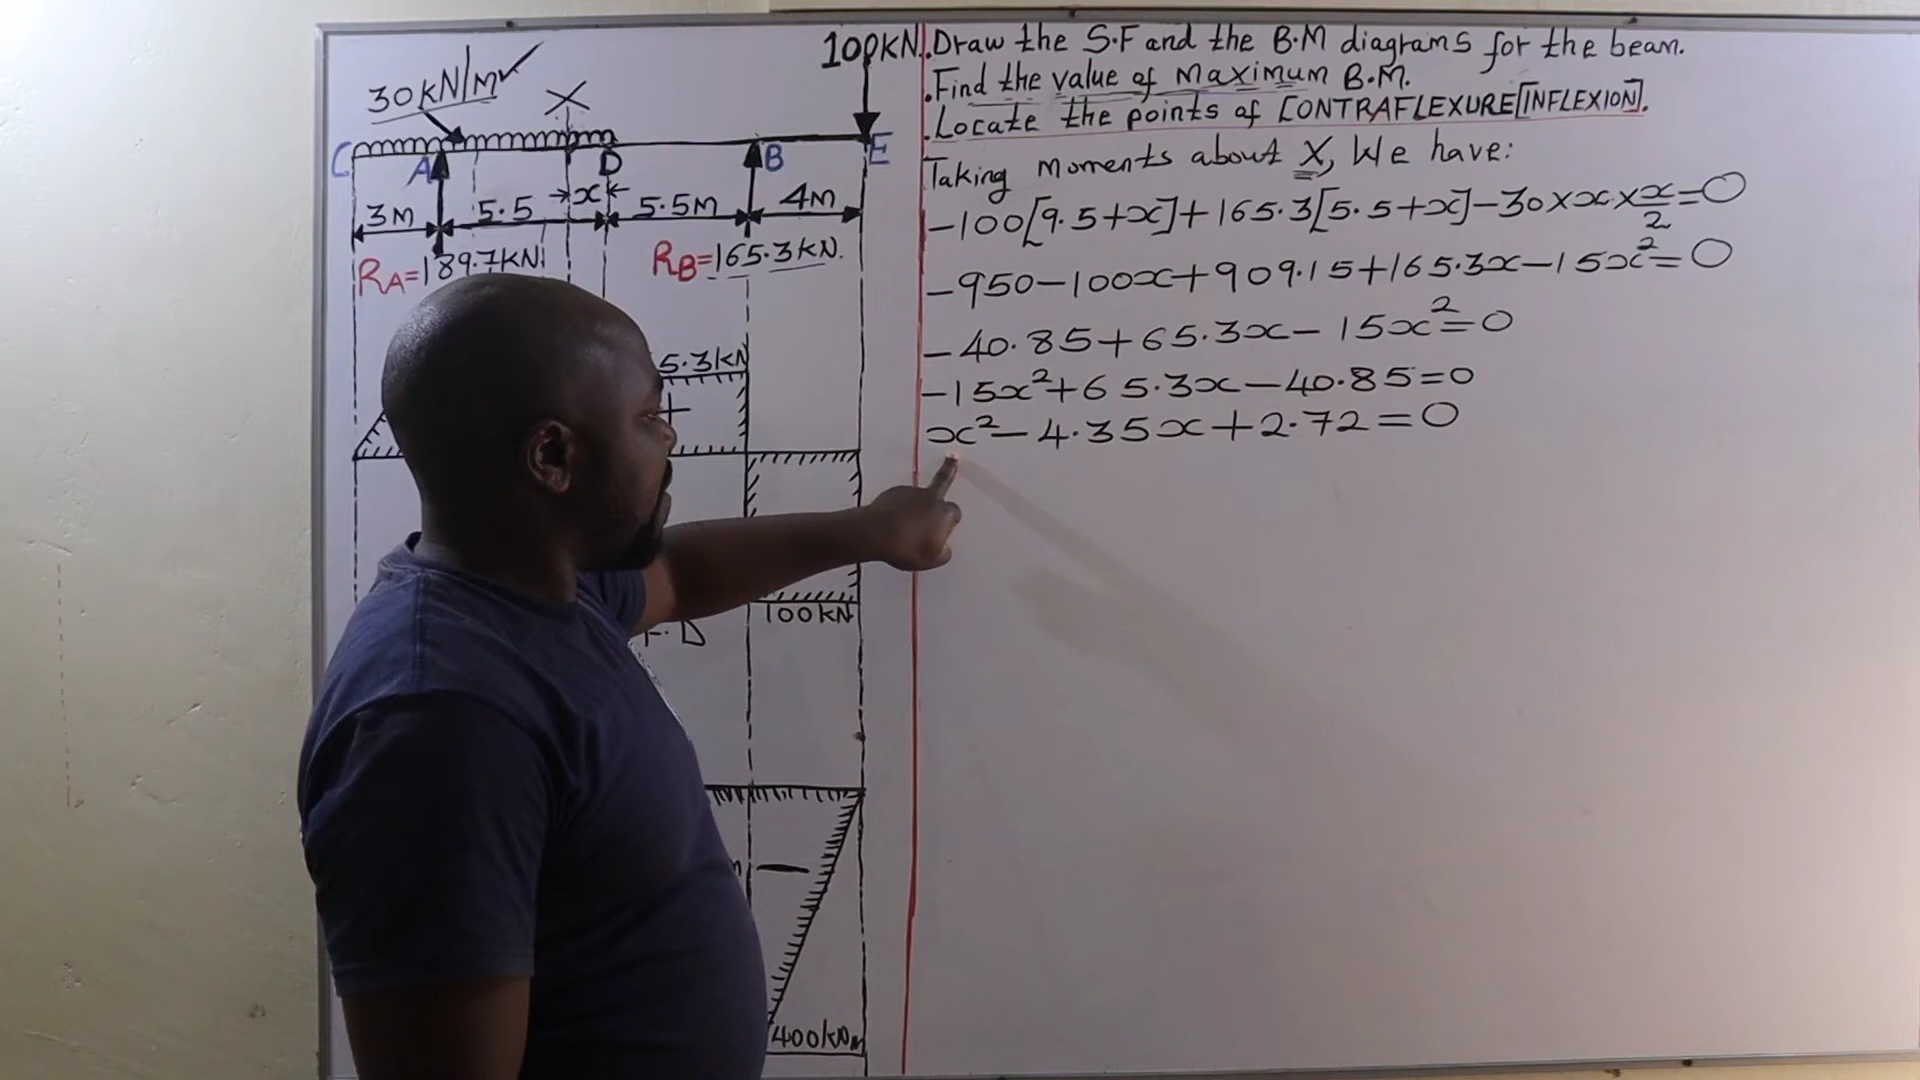 100KN
30KN/M
X
C
A
D
B
E
3M
5.5
x
5.5M
4M
RA=189.7KN
RB=165.3KN.
5.3KN
+
100KN
F.D
400KNm
.Draw the S.F and the B.M diagrams for the beam.
.Find the value of maximum B.M.
.Locate the points of CONTRAFLEXURE[INFLEXION].
Taking moments about X, We have:
-100[9.5+x]+165.3[5.5+x]-30×x×x/2=0
-950-100x+909.15+165.3x-15x²=0
-40.85+65.3x-15x²=0
-15x²+65.3x-40.85=0
x²-4.35x+2.72=0